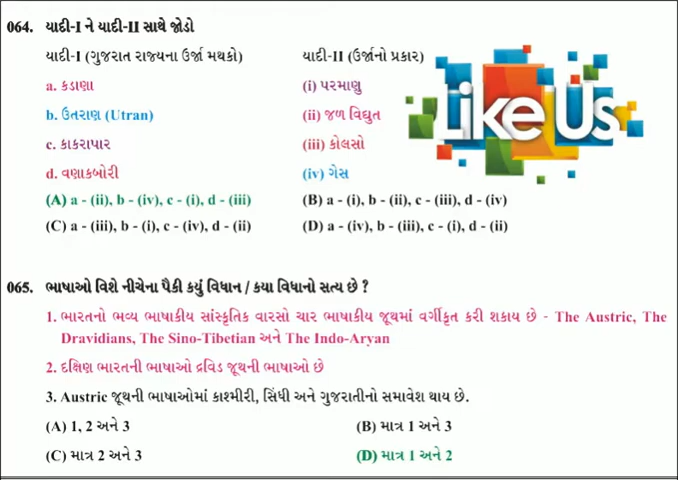 064. યાદી-I ને યાદી-II સાથે જોડો
યાદી-I (ગુજરાત રાજ્યના ઉર્જા મથકો) યાદી-II (ઉર્જાનો પ્રકાર)
a. કડાણા (i) પરમાણુ
b. ઉતરાણ (Utran) (ii) જળ વિદ્યુત
c. કાકરાપાર (iii) કોલસો
d. વણાકબોરી (iv) ગેસ
Like Us
(A) a - (ii), b - (iv), c - (i), d - (iii) (B) a - (i), b - (ii), c - (iii), d - (iv)
(C) a - (iii), b - (i), c - (iv), d - (ii) (D) a - (iv), b - (iii), c - (i), d - (ii)
065. ભાષાઓ વિશે નીચેના પૈકી કયું વિધાન / કયા વિધાનો સત્ય છે ?
1. ભારતનો ભવ્ય ભાષાકીય સાંસ્કૃતિક વારસો ચાર ભાષાકીય જૂથમાં વર્ગીકૃત કરી શકાય છે - The Austric, The
Dravidians, The Sino-Tibetian અને The Indo-Aryan
2. દક્ષિણ ભારતની ભાષાઓ દ્રવિડ જૂથની ભાષાઓ છે
3. Austric જૂથની ભાષાઓમાં કાશ્મીરી, સિંધી અને ગુજરાતીનો સમાવેશ થાય છે.
(A) 1, 2 અને 3 (B) માત્ર 1 અને 3
(C) માત્ર 2 અને 3 (D) માત્ર 1 અને 2